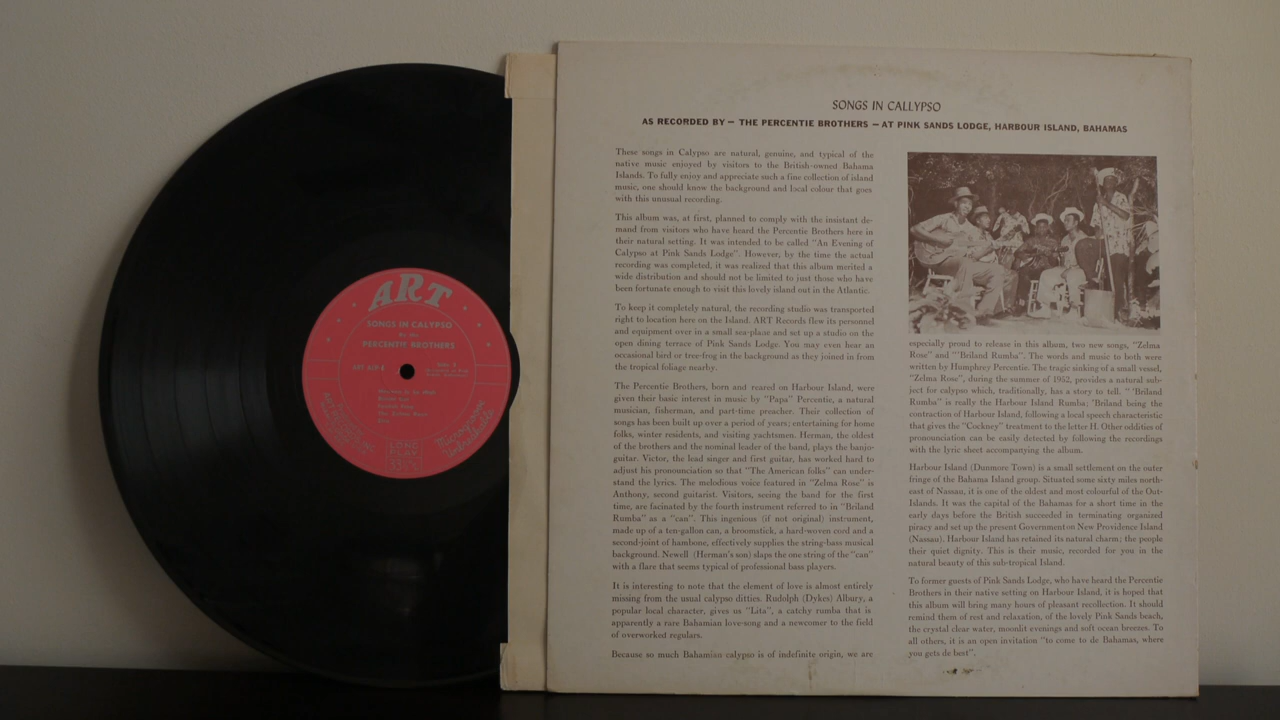 ART
SONGS IN CALYPSO
PERCENTIE BROTHERS
Microgroove
Unbreakable
LONG
PLAY
SONGS IN CALLYPSO
AS RECORDED BY — THE PERCENTIE BROTHERS — AT PINK SANDS LODGE, HARBOUR ISLAND, BAHAMAS
These songs in Calypso are natural, genuine, and typical of the
native music enjoyed by visitors to the British-owned Bahama
Islands. To fully enjoy and appreciate such a fine collection of island
music, one should know the background and local colour that goes
with this unusual recording.
This album was, at first, planned to comply with the insistant de-
mand from visitors who have heard the Percentie Brothers here in
their natural setting. It was intended to be called "An Evening of
Calypso at Pink Sands Lodge". However, by the time the actual
recording was completed, it was realized that this album merited a
wide distribution and should not be limited to just those who have
been fortunate enough to visit this lovely island out in the Atlantic.
To keep it completely natural, the recording studio was transported
right to location here on the Island. ART Records flew its personnel
and equipment over in a small sea-plane and set up a studio on the
open dining terrace of Pink Sands Lodge. You may even hear an
occasional bird or tree-frog in the background as they joined in from
the tropical foliage nearby.
The Percentie Brothers, born and reared on Harbour Island, were
given their basic interest in music by "Papa" Percentie, a natural
musician, fisherman, and part-time preacher. Their collection of
songs has been built up over a period of years; entertaining for home
folks, winter residents, and visiting yachtsmen. Herman, the oldest
of the brothers and the nominal leader of the band, plays the banjo-
guitar. Victor, the lead singer and first guitar, has worked hard to
adjust his pronounciation so that "The American folks" can under-
stand the lyrics. The melodious voice featured in "Zelma Rose" is
Anthony, second guitarist. Visitors, seeing the band for the first
time, are facinated by the fourth instrument referred to in "Briland
Rumba" as a "can". This ingenious (if not original) instrument,
made up of a ten-gallon can, a broomstick, a hard-woven cord and a
second-joint of hambone, effectively supplies the string-bass musical
background. Newell (Herman's son) slaps the one string of the "can"
with a flare that seems typical of professional bass players.
It is interesting to note that the element of love is almost entirely
missing from the usual calypso ditties. Rudolph (Dykes) Albury, a
popular local character, gives us "Lita", a catchy rumba that is
apparently a rare Bahamian love-song and a newcomer to the field
of overworked regulars.
Because so much Bahamian calypso is of indefinite origin, we are
especially proud to release in this album, two new songs, "Zelma
Rose" and "'Briland Rumba". The words and music to both were
written by Humphrey Percentie. The tragic sinking of a small vessel,
"Zelma Rose", during the summer of 1952, provides a natural sub-
ject for calypso which, traditionally, has a story to tell. "'Briland
Rumba" is really the Harbour Island Rumba; 'Briland being the
contraction of Harbour Island, following a local speech characteristic
that gives the "Cockney" treatment to the letter H. Other oddities of
pronounciation can be easily detected by following the recordings
with the lyric sheet accompanying the album.
Harbour Island (Dunmore Town) is a small settlement on the outer
fringe of the Bahama Island group. Situated some sixty miles north-
east of Nassau, it is one of the oldest and most colourful of the Out-
Islands. It was the capital of the Bahamas for a short time in the
early days before the British succeeded in terminating organized
piracy and set up the present Government on New Providence Island
(Nassau). Harbour Island has retained its natural charm; the people
their quiet dignity. This is their music, recorded for you in the
natural beauty of this sub-tropical Island.
To former guests of Pink Sands Lodge, who have heard the Percentie
Brothers in their native setting on Harbour Island, it is hoped that
this album will bring many hours of pleasant recollection. It should
remind them of rest and relaxation, of the lovely Pink Sands beach,
the crystal clear water, moonlit evenings and soft ocean breezes. To
all others, it is an open invitation "to come to de Bahamas, where
you gets de best".